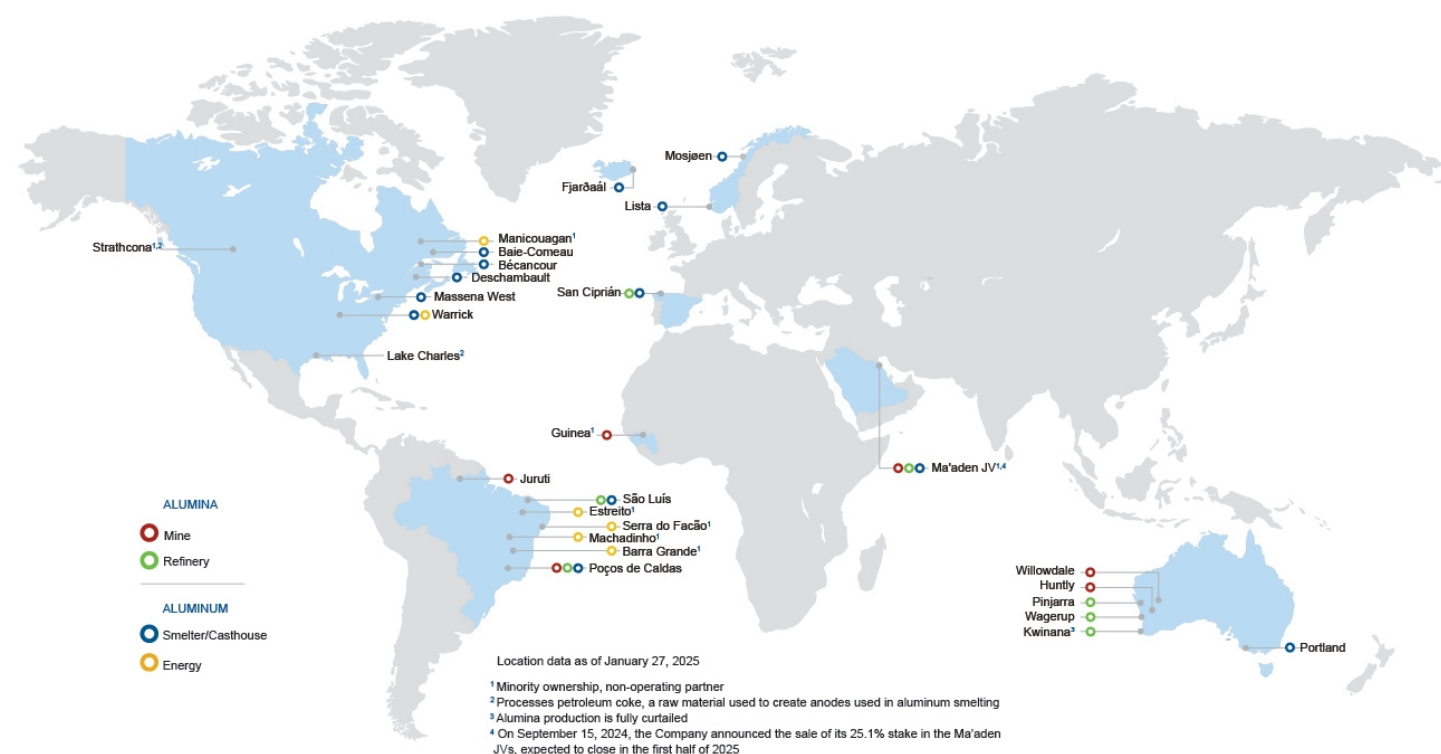 Mosjøen
Fjarðaál
Lista
Strathcona¹,²
Manicouagan¹
Baie-Comeau
Bécancour
Deschambault
Massena West
Warrick
Lake Charles²
San Ciprián
Guinea¹
Ma'aden JV¹,⁴
Juruti
São Luís
Estreito¹
Serra do Facão¹
Machadinho¹
Barra Grande¹
Poços de Caldas
ALUMINA
Mine
Refinery
ALUMINUM
Smelter/Casthouse
Energy
Willowdale
Huntly
Pinjarra
Wagerup
Kwinana³
Portland
Location data as of January 27, 2025
¹ Minority ownership, non-operating partner
² Processes petroleum coke, a raw material used to create anodes used in aluminum smelting
³ Alumina production is fully curtailed
⁴ On September 15, 2024, the Company announced the sale of its 25.1% stake in the Ma'aden
JVs, expected to close in the first half of 2025